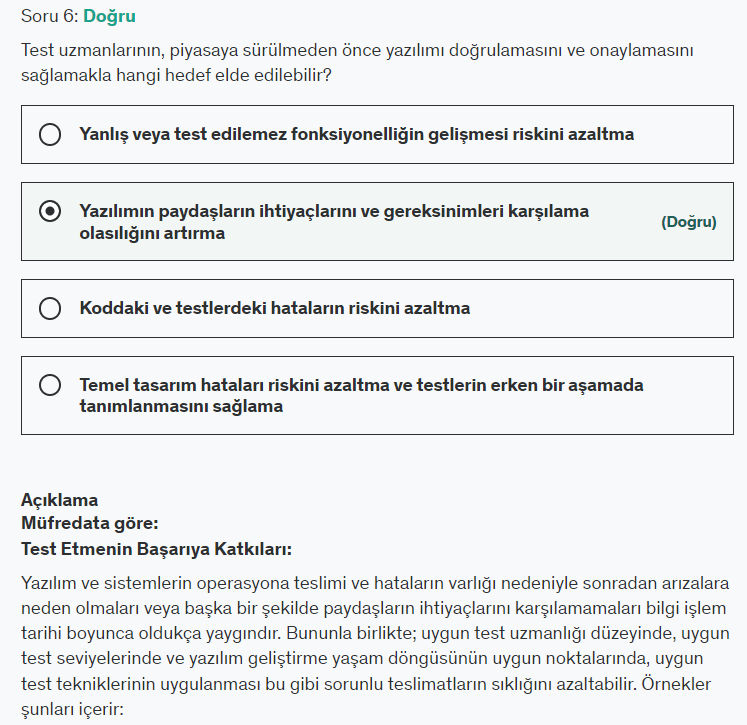 Soru 6: Doğru
Test uzmanlarının, piyasaya sürülmeden önce yazılımı doğrulamasını ve onaylamasını
sağlamakla hangi hedef elde edilebilir?
Yanlış veya test edilemez fonksiyonelliğin gelişmesi riskini azaltma
Yazılımın paydaşların ihtiyaçlarını ve gereksinimleri karşılama
olasılığını artırma
(Doğru)
Koddaki ve testlerdeki hataların riskini azaltma
Temel tasarım hataları riskini azaltma ve testlerin erken bir aşamada
tanımlanmasını sağlama
Açıklama
Müfredata göre:
Test Etmenin Başarıya Katkıları:
Yazılım ve sistemlerin operasyona teslimi ve hataların varlığı nedeniyle sonradan arızalara
neden olmaları veya başka bir şekilde paydaşların ihtiyaçlarını karşılamamaları bilgi işlem
tarihi boyunca oldukça yaygındır. Bununla birlikte; uygun test uzmanlığı düzeyinde, uygun
test seviyelerinde ve yazılım geliştirme yaşam döngüsünün uygun noktalarında, uygun
test tekniklerinin uygulanması bu gibi sorunlu teslimatların sıklığını azaltabilir. Örnekler
şunları içerir: